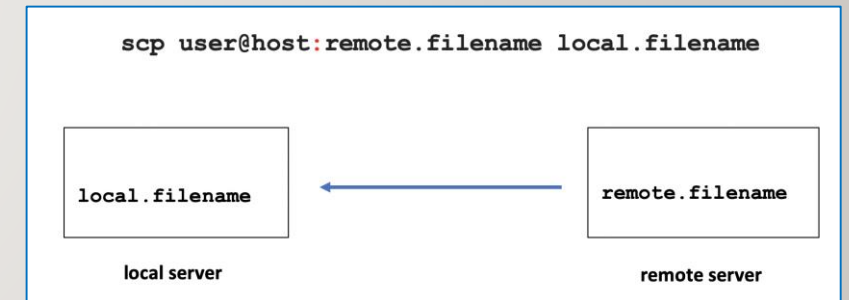 scp user@host:remote.filename local.filename
local.filename
remote.filename
local server
remote server